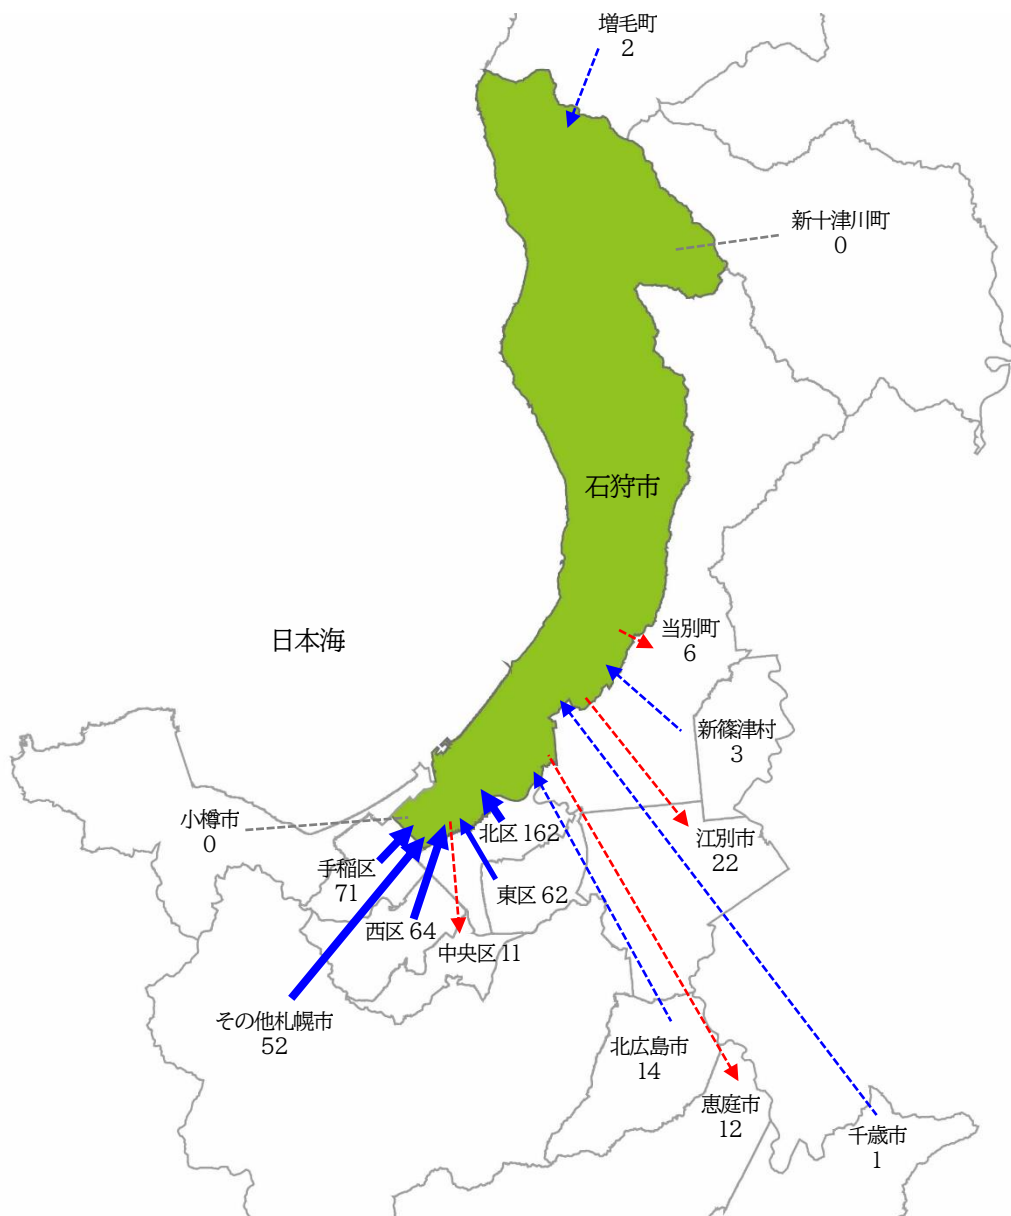 増毛町
2
新十津川町
0
石狩市
日本海
当別町
6
新篠津村
3
小樽市
0
北区 162
江別市
22
手稲区
71
東区 62
西区 64
中央区 11
その他札幌市
52
北広島市
14
恵庭市
12
千歳市
1